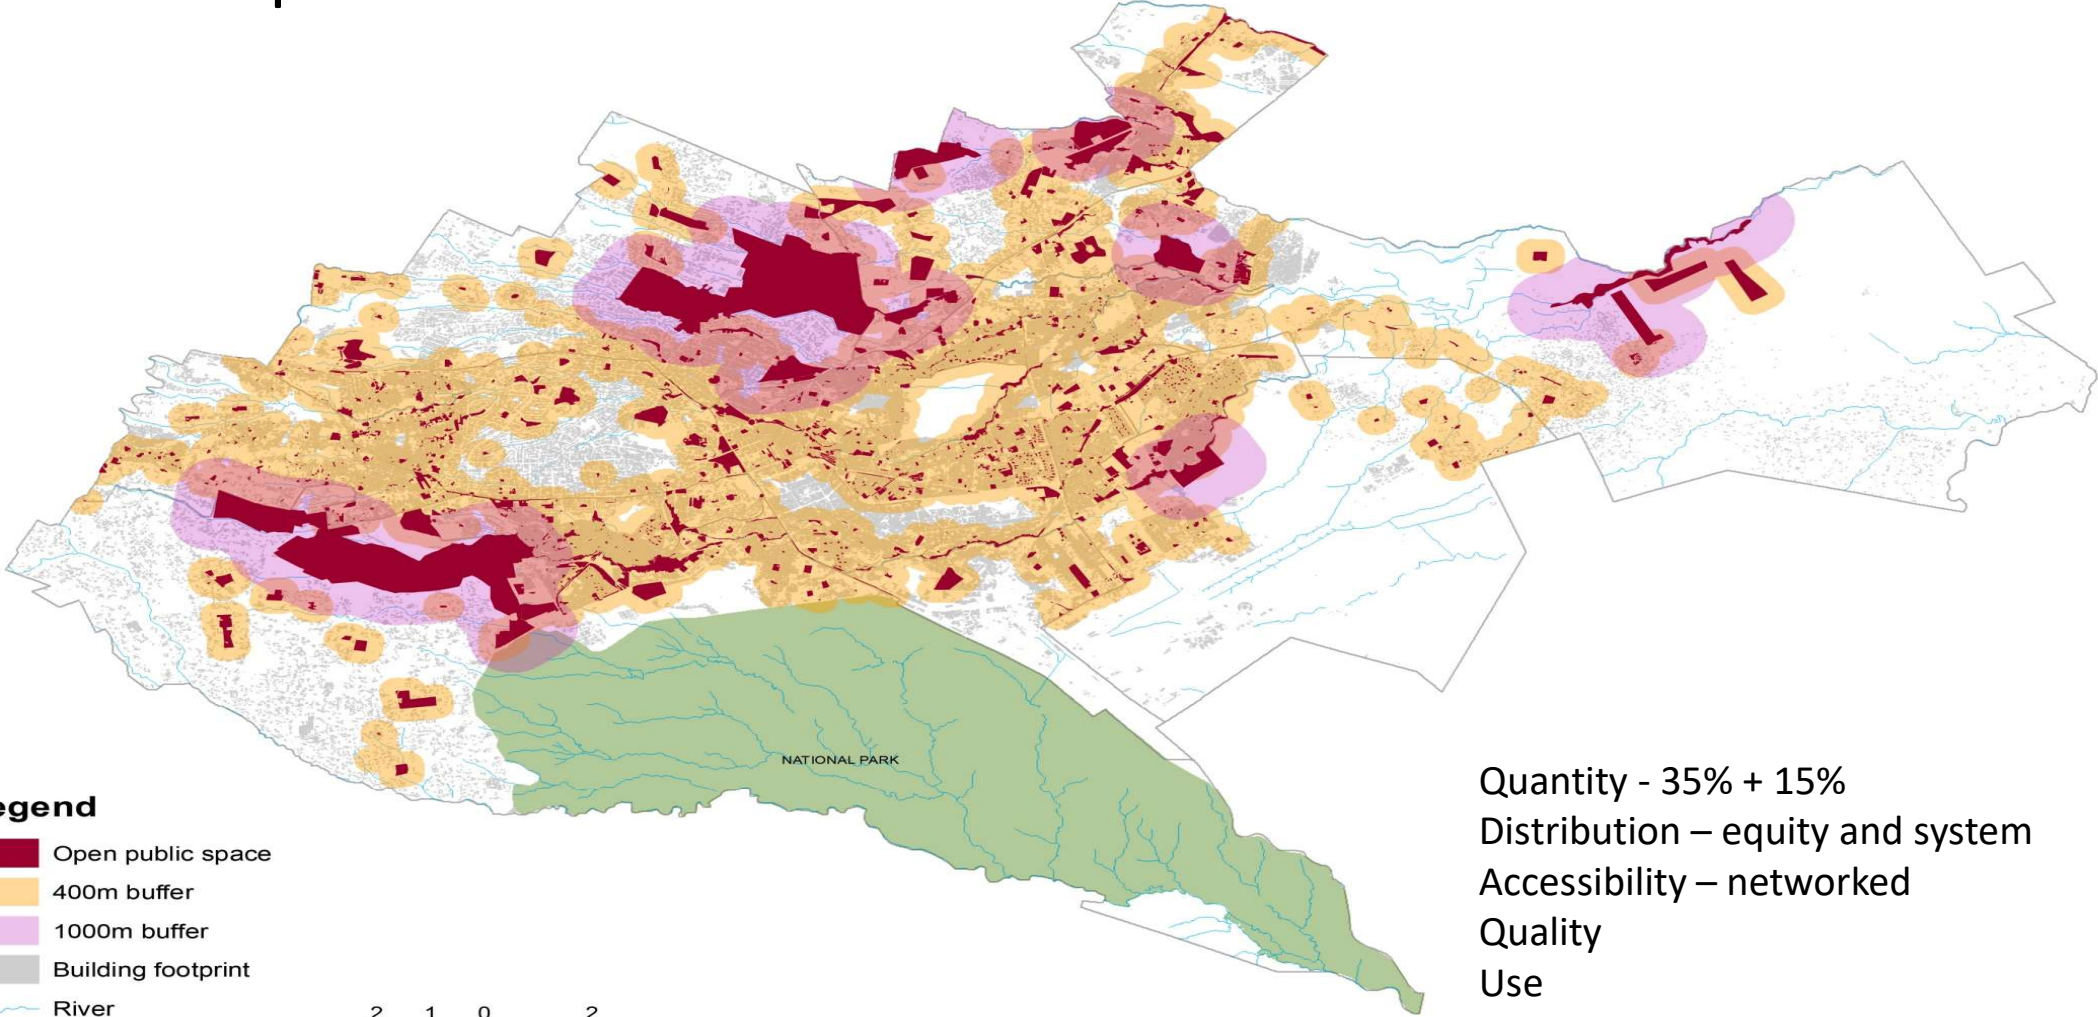 NATIONAL PARK
egend
Open public space
400m buffer
1000m buffer
Building footprint
River
2 1 0 2
Quantity - 35% + 15%
Distribution – equity and system
Accessibility – networked
Quality
Use